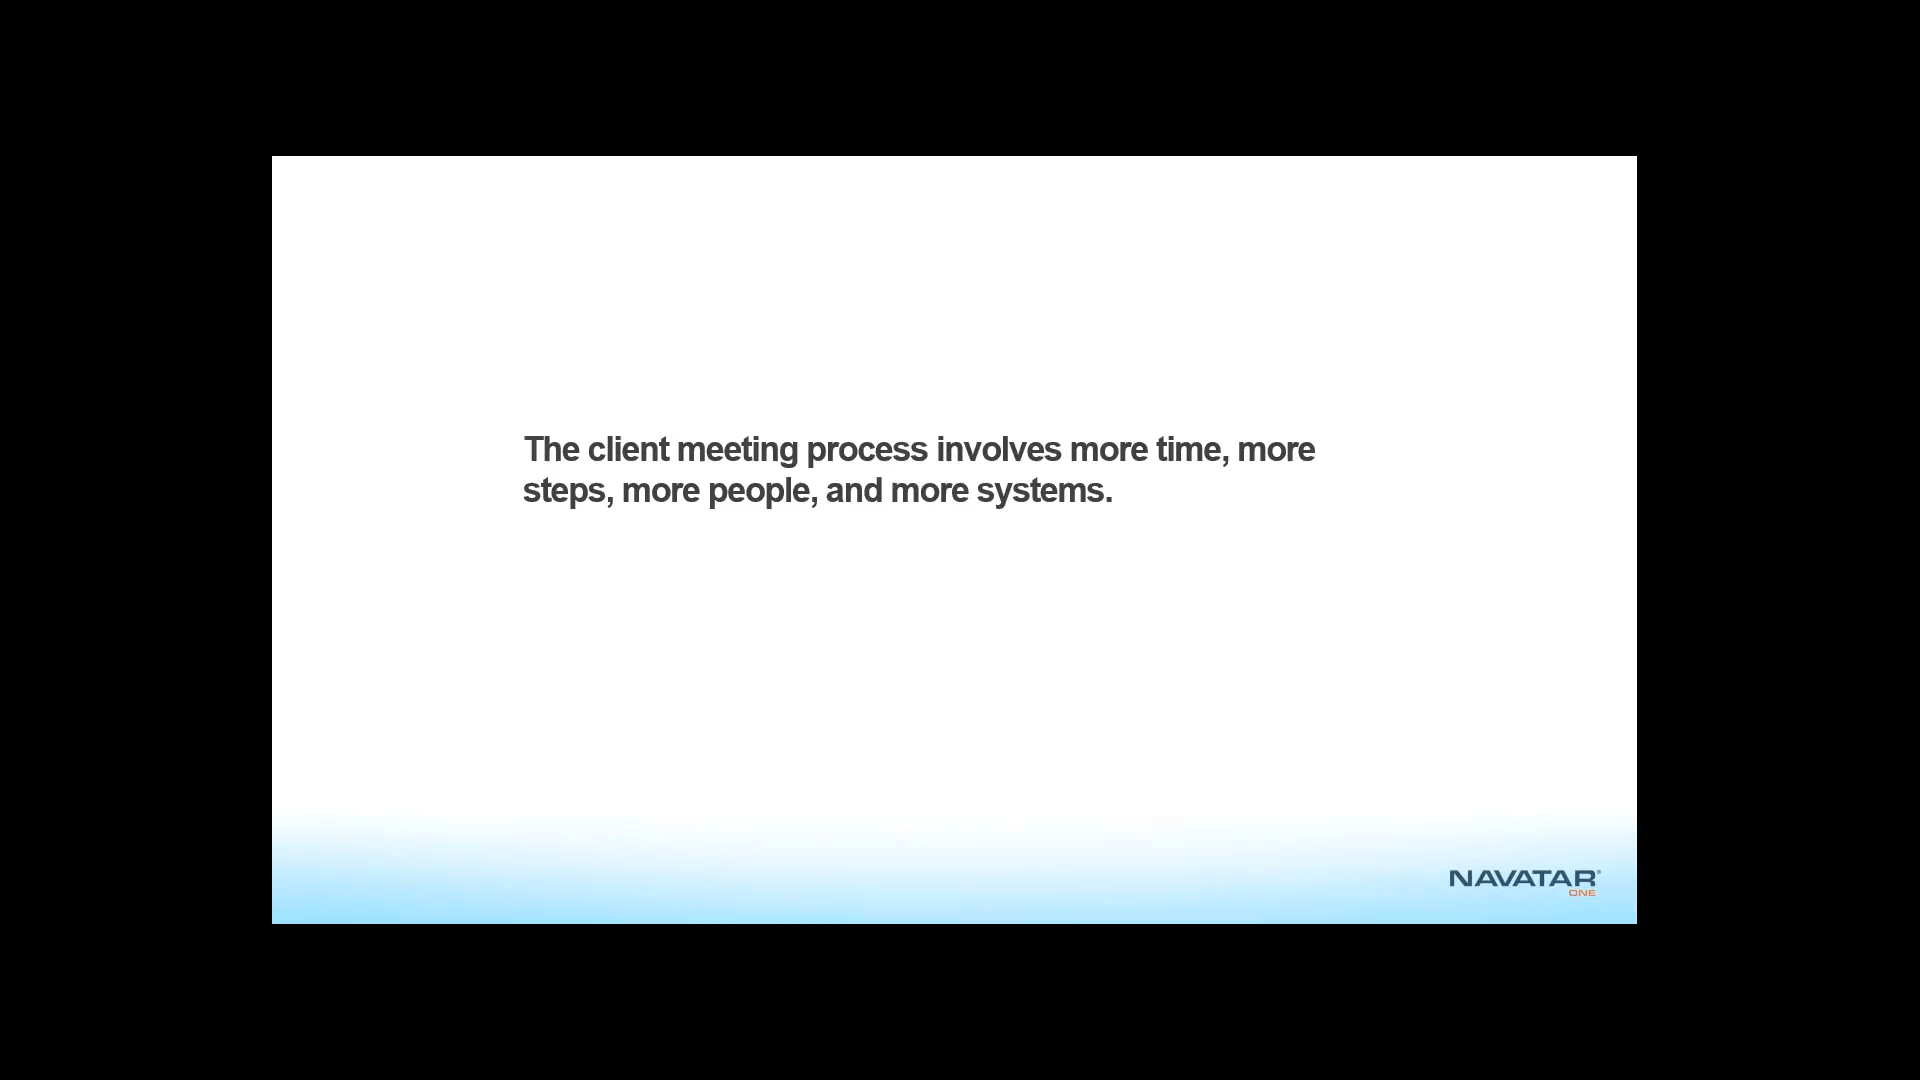 The client meeting process involves more time, more
steps, more people, and more systems.
NAVATAR®
ONE